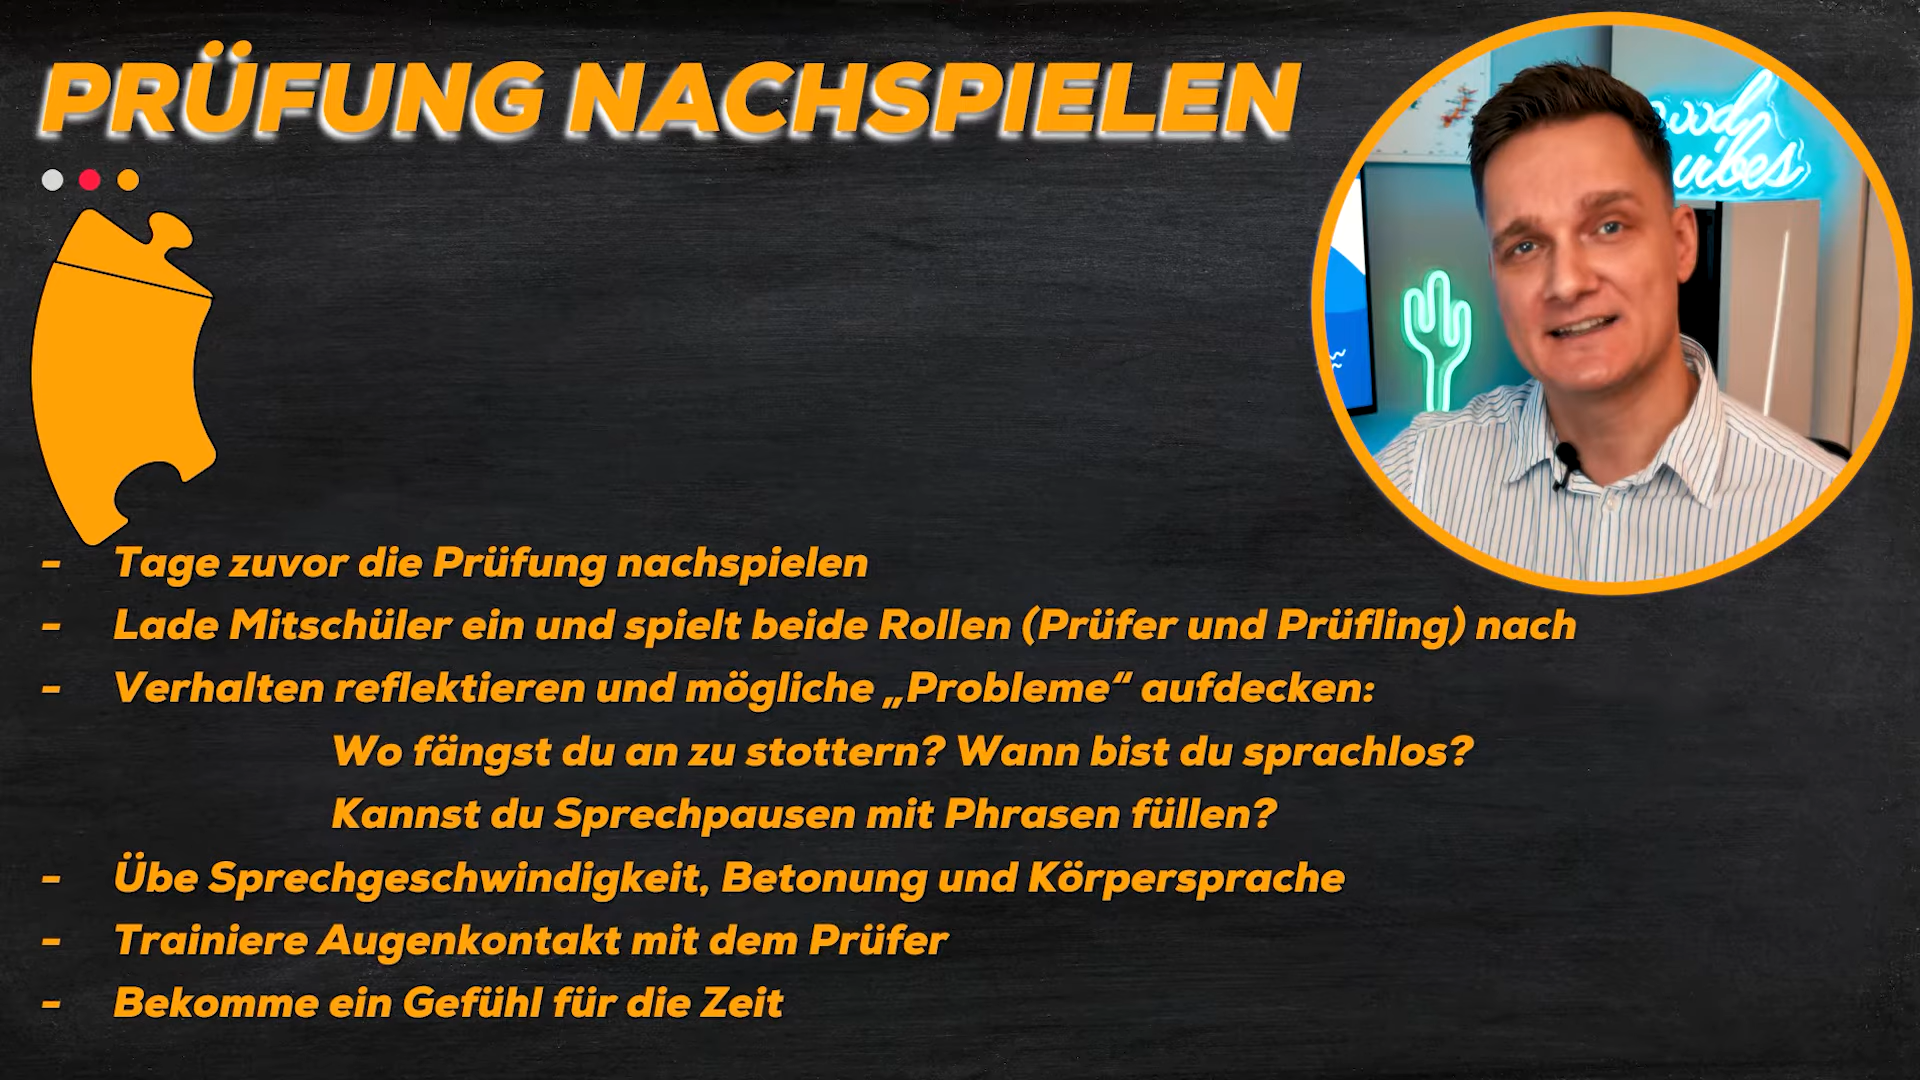 PRÜFUNG NACHSPIELEN
vibes
- Tage zuvor die Prüfung nachspielen
- Lade Mitschüler ein und spielt beide Rollen (Prüfer und Prüfling) nach
- Verhalten reflektieren und mögliche „Probleme“ aufdecken:
Wo fängst du an zu stottern? Wann bist du sprachlos?
Kannst du Sprechpausen mit Phrasen füllen?
- Übe Sprechgeschwindigkeit, Betonung und Körpersprache
- Trainiere Augenkontakt mit dem Prüfer
- Bekomme ein Gefühl für die Zeit